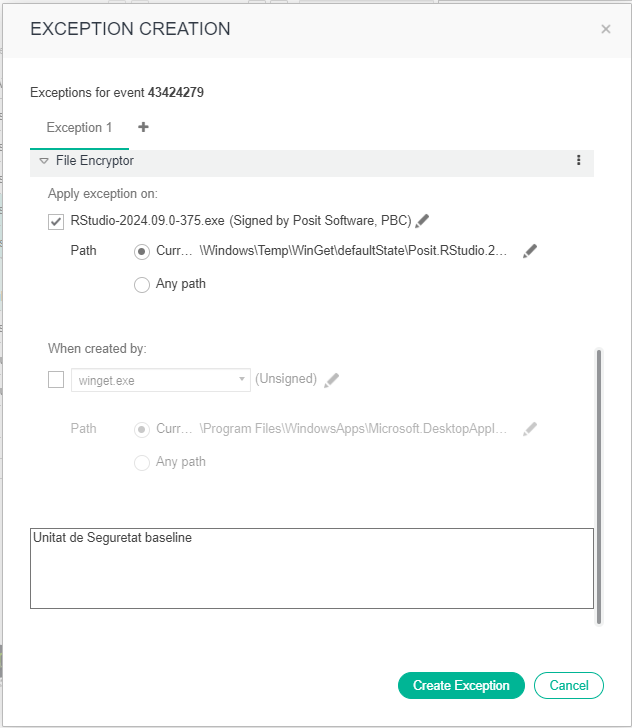 EXCEPTION CREATION
Exceptions for event 43424279
Exception 1
File Encryptor
Apply exception on:
RStudio-2024.09.0-375.exe (Signed by Posit Software, PBC)
Path Curr... \Windows\Temp\WinGet\defaultState\Posit.RStudio.2...
Any path
When created by:
winget.exe (Unsigned)
Path Curr... \Program Files\WindowsApps\Microsoft.DesktopAppl...
Any path
Unitat de Seguretat baseline
Create Exception Cancel